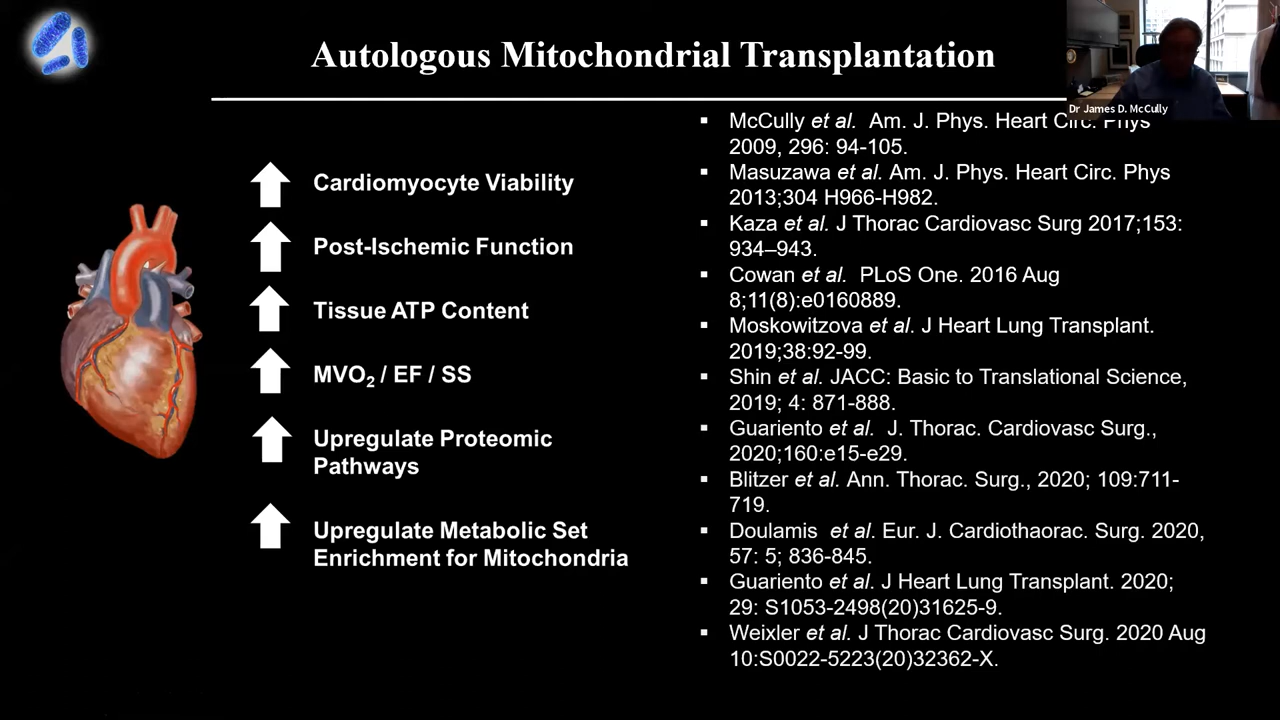 Autologous Mitochondrial Transplantation
Dr James D. McCully
Cardiomyocyte Viability
Post-Ischemic Function
Tissue ATP Content
MVO₂ / EF / SS
Upregulate Proteomic
Pathways
Upregulate Metabolic Set
Enrichment for Mitochondria
▪ McCully et al. Am. J. Phys. Heart Circ. Phys
2009, 296: 94-105.
▪ Masuzawa et al. Am. J. Phys. Heart Circ. Phys
2013;304 H966-H982.
▪ Kaza et al. J Thorac Cardiovasc Surg 2017;153:
934–943.
▪ Cowan et al. PLoS One. 2016 Aug
8;11(8):e0160889.
▪ Moskowitzova et al. J Heart Lung Transplant.
2019;38:92-99.
▪ Shin et al. JACC: Basic to Translational Science,
2019; 4: 871-888.
▪ Guariento et al. J. Thorac. Cardiovasc Surg.,
2020;160:e15-e29.
▪ Blitzer et al. Ann. Thorac. Surg., 2020; 109:711-
719.
▪ Doulamis et al. Eur. J. Cardiothaorac. Surg. 2020,
57: 5; 836-845.
▪ Guariento et al. J Heart Lung Transplant. 2020;
29: S1053-2498(20)31625-9.
▪ Weixler et al. J Thorac Cardiovasc Surg. 2020 Aug
10:S0022-5223(20)32362-X.